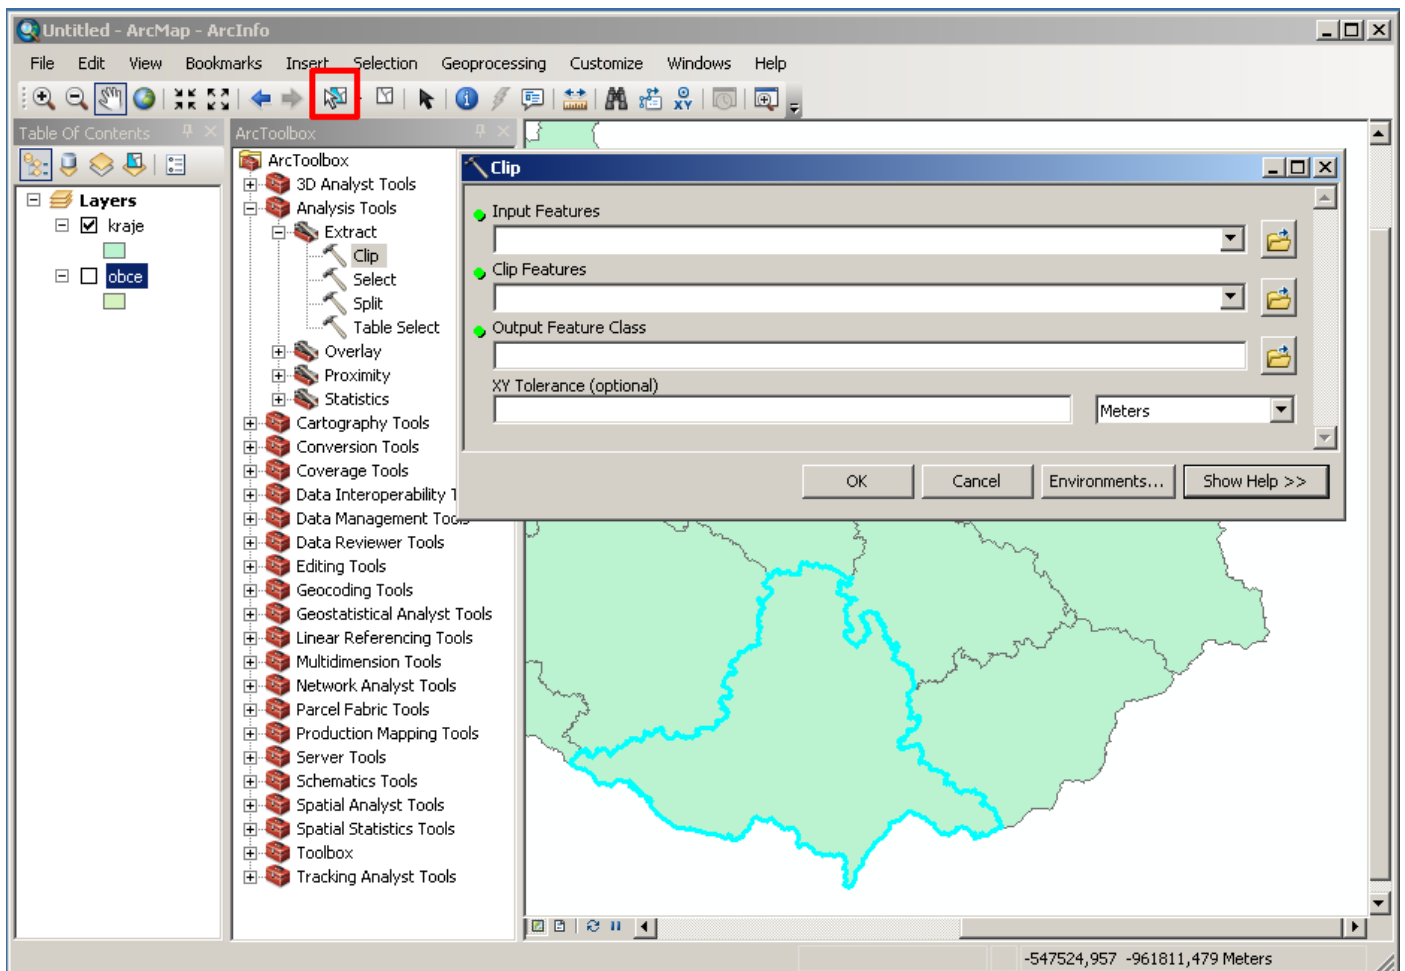 Untitled - ArcMap - ArcInfo
File Edit View Bookmarks Insert Selection Geoprocessing Customize Windows Help
XY
Table Of Contents
Layers
kraje
obce
ArcToolbox
ArcToolbox
3D Analyst Tools
Analysis Tools
Extract
Clip
Select
Split
Table Select
Overlay
Proximity
Statistics
Cartography Tools
Conversion Tools
Coverage Tools
Data Interoperability T
Data Management Tools
Data Reviewer Tools
Editing Tools
Geocoding Tools
Geostatistical Analyst Tools
Linear Referencing Tools
Multidimension Tools
Network Analyst Tools
Parcel Fabric Tools
Production Mapping Tools
Server Tools
Schematics Tools
Spatial Analyst Tools
Spatial Statistics Tools
Toolbox
Tracking Analyst Tools
Clip
Input Features
Clip Features
Output Feature Class
XY Tolerance (optional)
Meters
OK Cancel Environments... Show Help >>
-547524,957 -961811,479 Meters